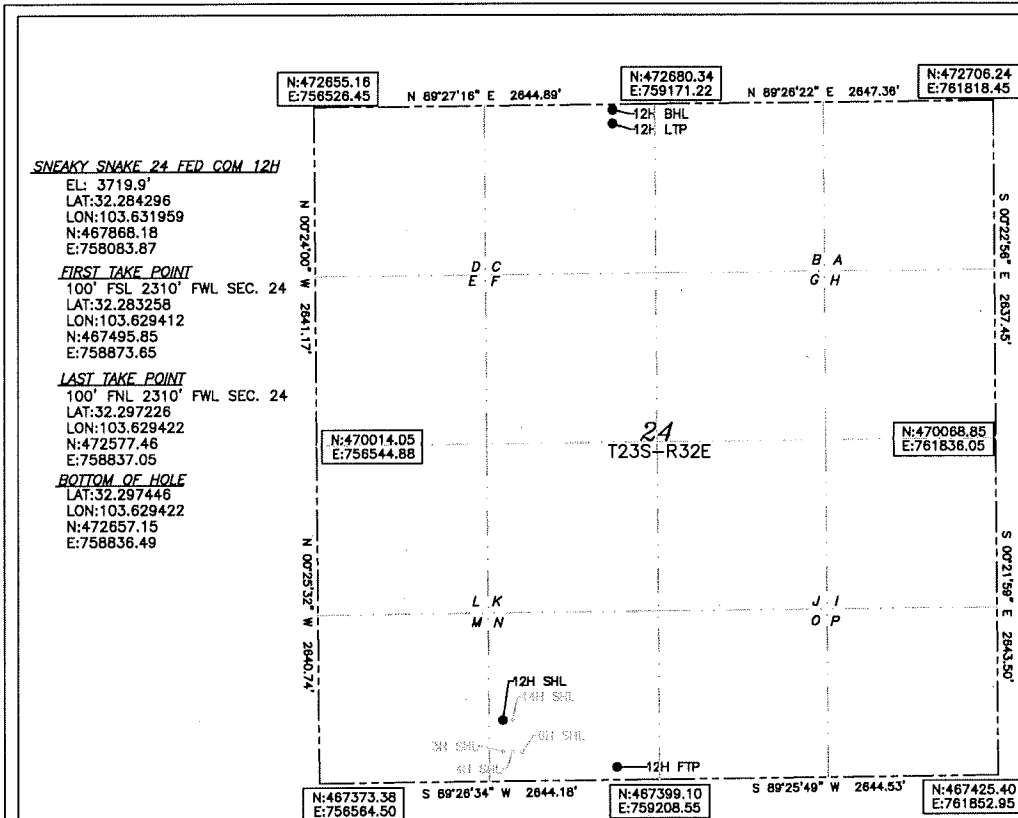 N:472655.16
E:756526.45
N 89°27'16" E 2644.89'
N:472680.34
E:759171.22
N 89°26'22" E 2647.36'
N:472706.24
E:761818.45
12H BHL
12H LTP
SNEAKY SNAKE 24 FED COM 12H
EL: 3719.9'
LAT:32.284296
LON:103.631959
N:467868.18
E:758083.87
FIRST TAKE POINT
100' FSL 2310' FWL SEC. 24
LAT:32.283258
LON:103.629412
N:467495.85
E:758873.65
LAST TAKE POINT
100' FNL 2310' FWL SEC. 24
LAT:32.297226
LON:103.629422
N:472577.46
E:758837.05
BOTTOM OF HOLE
LAT:32.297446
LON:103.629422
N:472657.15
E:758836.49
N 00°24'00" W 2641.17'
S 00°22'56" E 2637.45'
D C
E F
B A
G H
N:470014.05
E:756544.88
24
T23S-R32E
N:470068.85
E:761836.05
N 00°25'32" W 2640.74'
S 00°21'59" E 2643.50'
L K
M N
J I
O P
12H SHL
14H SHL
3H SHL
4H SHL
12H FTP
N:467373.38
E:756564.50
S 89°26'34" W 2644.18'
N:467399.10
E:759208.55
S 89°25'49" W 2644.53'
N:467425.40
E:761852.95